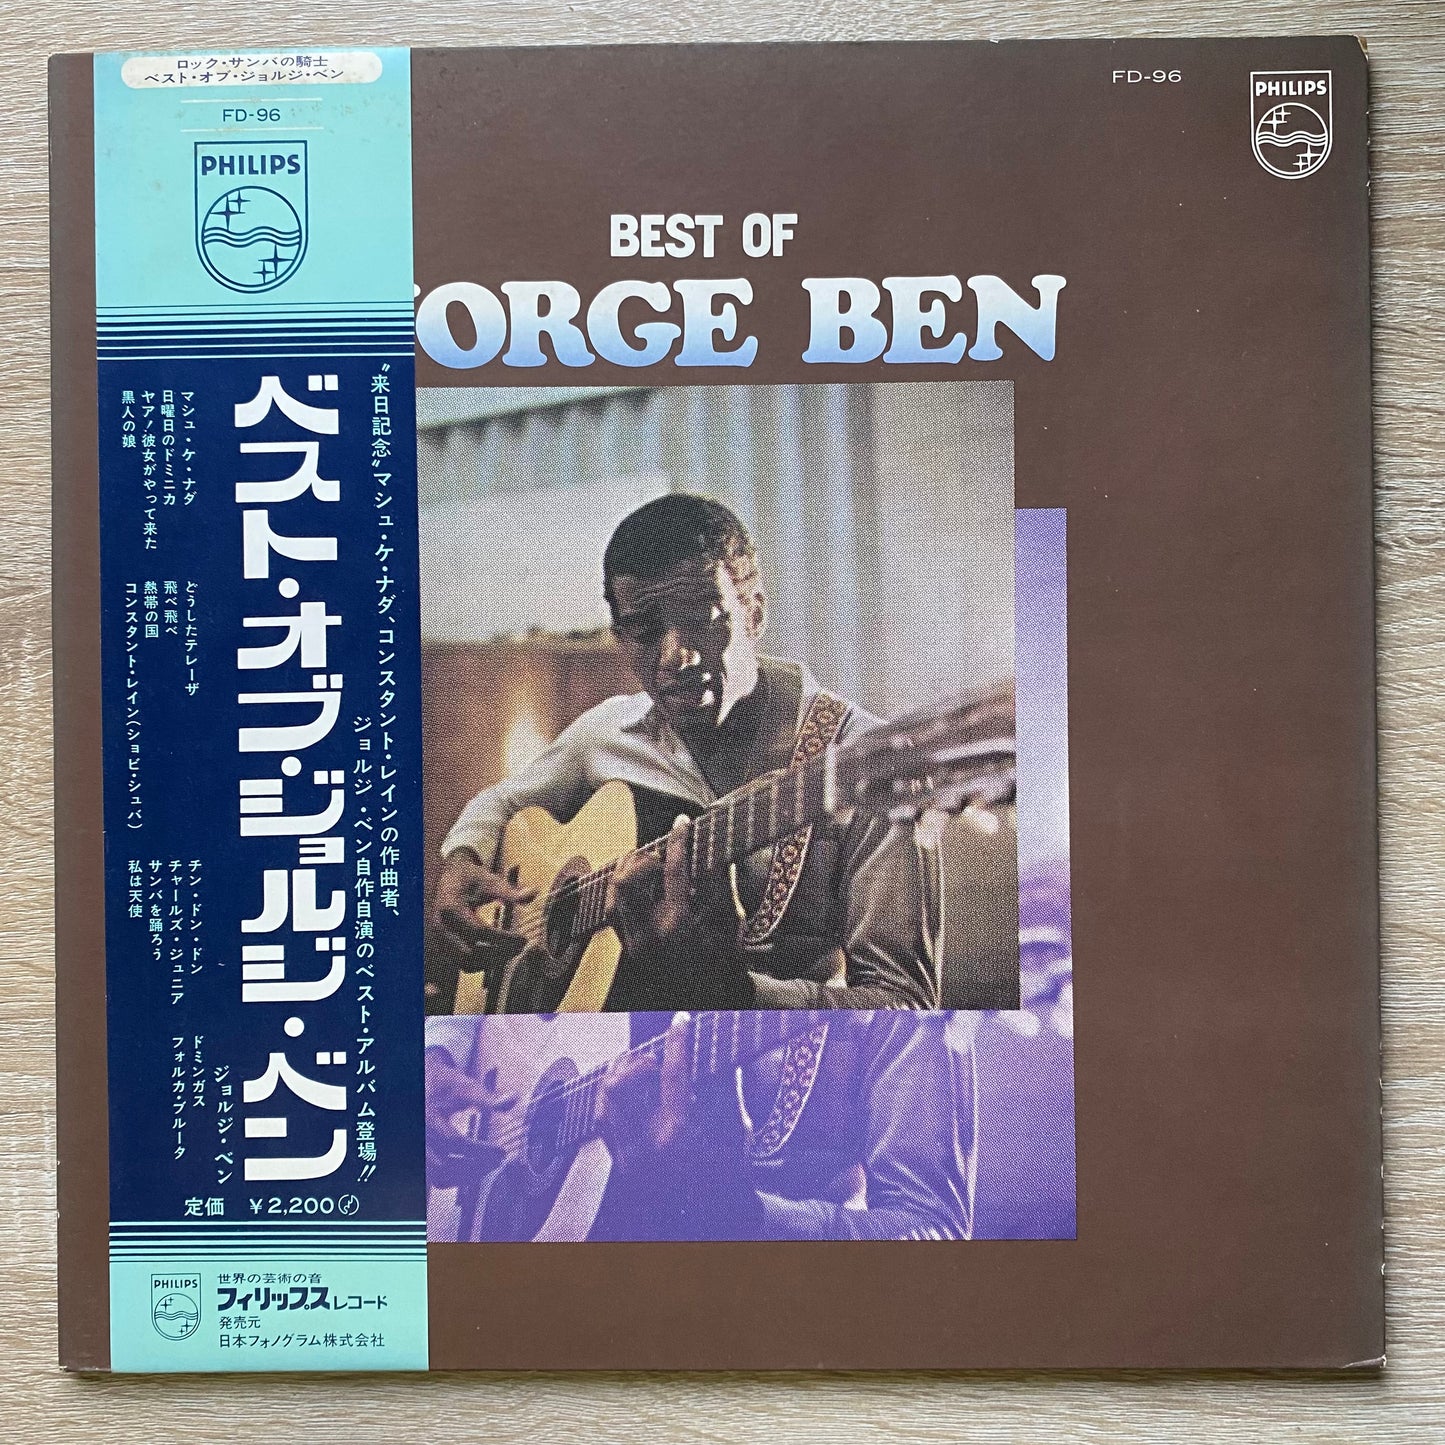 ロック・サンバの騎士
ベスト・オブ・ジョルジ・ベン
FD-96
PHILIPS
FD-96
PHILIPS
BEST OF
ORGE BEN
〝来日記念〟マシュ・ケ・ナダ、コンスタント・レインの作曲者、
ジョルジ・ベン自作自演のベスト・アルバム登場!!
ベスト・オブ・ジョルジ・ベン
ジョルジ・ベン
マシュ・ケ・ナダ
日曜日のドミニカ
ヤァ!彼女がやって来た
黒人の娘
どうしたテレーザ
飛べ飛べ
熱帯の国
コンスタント・レイン(ショビ・シュバ)
チン・ドン・ドン
チャールズ・ジュニア
サンバを踊ろう
私は天使
ドミンガス
フォルカ・ブルータ
定価 ¥2,200
PHILIPS
世界の芸術の音
フィリップスレコード
発売元
日本フォノグラム株式会社